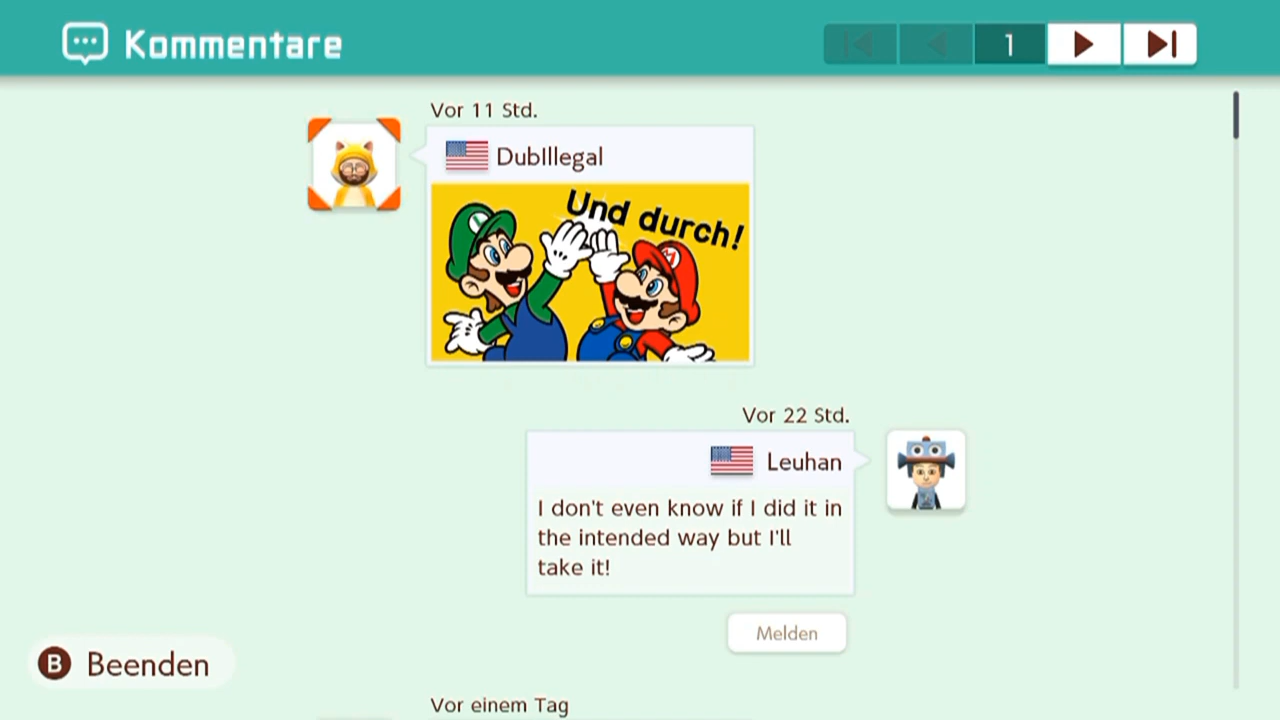 Kommentare
1
Vor 11 Std.
DubIllegal
Und durch!
Vor 22 Std.
Leuhan
I don't even know if I did it in
the intended way but I'll
take it!
Melden
B Beenden
Vor einem Tag